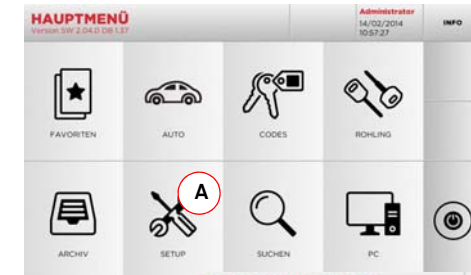 HAUPTMENÜ
Version SW 2.04.0 DB 1.37
Administrator
14/02/2014
10:57:27
INFO
FAVORITEN
AUTO
CODES
ROHLING
A
ARCHIV
SETUP
SUCHEN
PC